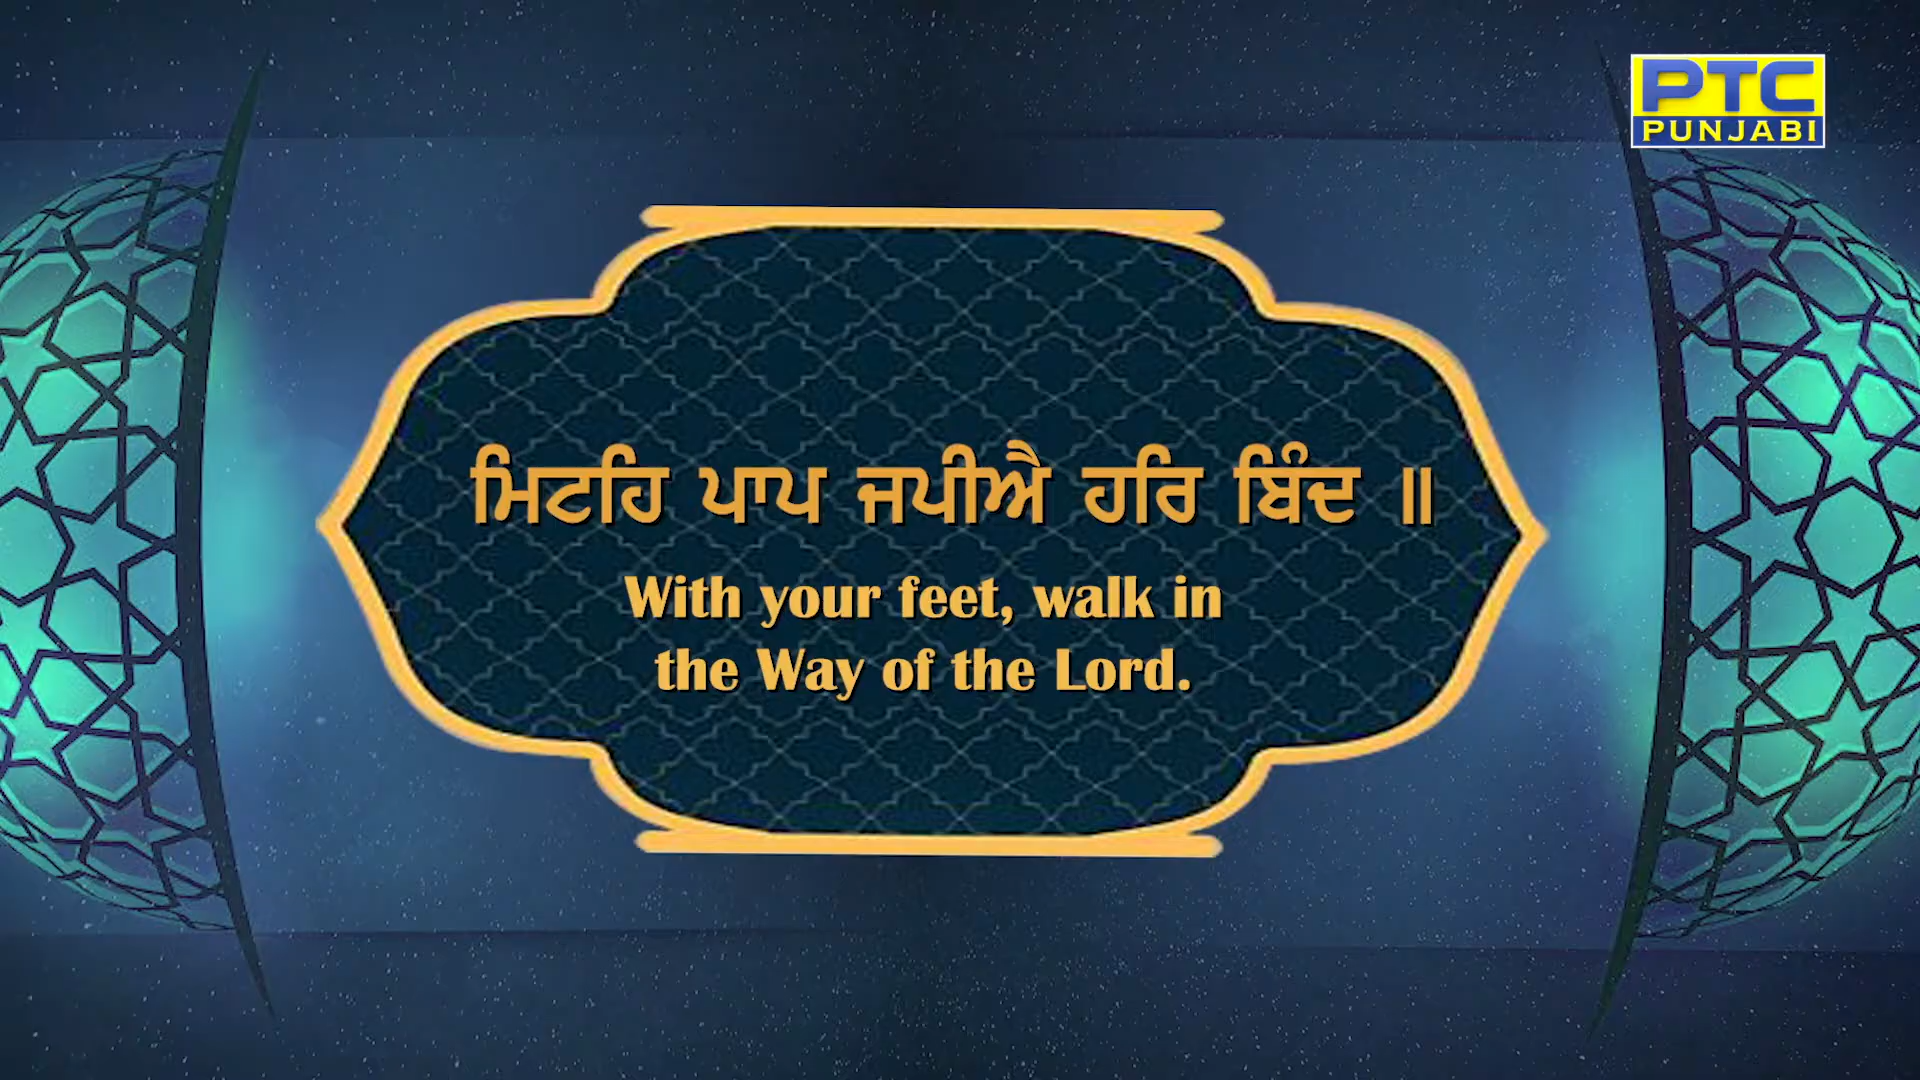 PTC
PUNJABI
ਮਿਟਹਿ ਪਾਪ ਜਪੀਐ ਹਰਿ ਬਿੰਦ ॥
With your feet, walk in
the Way of the Lord.